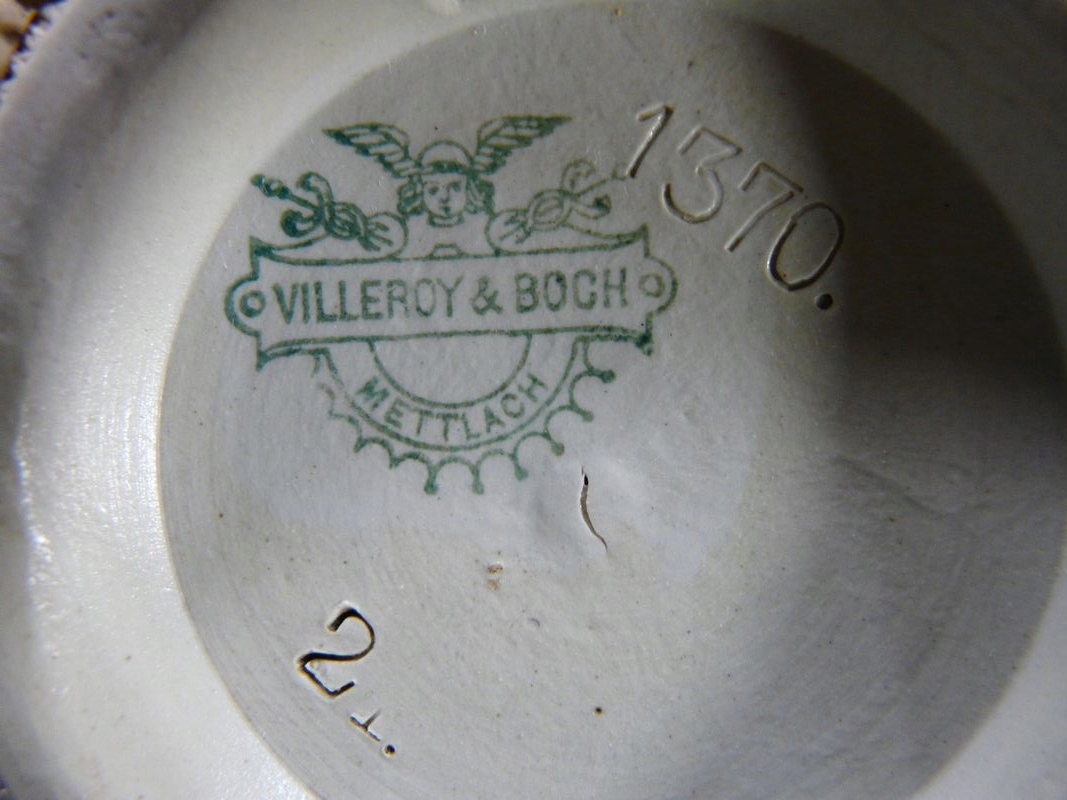 1370.
VILLEROY & BOCH
METTLACH
21.